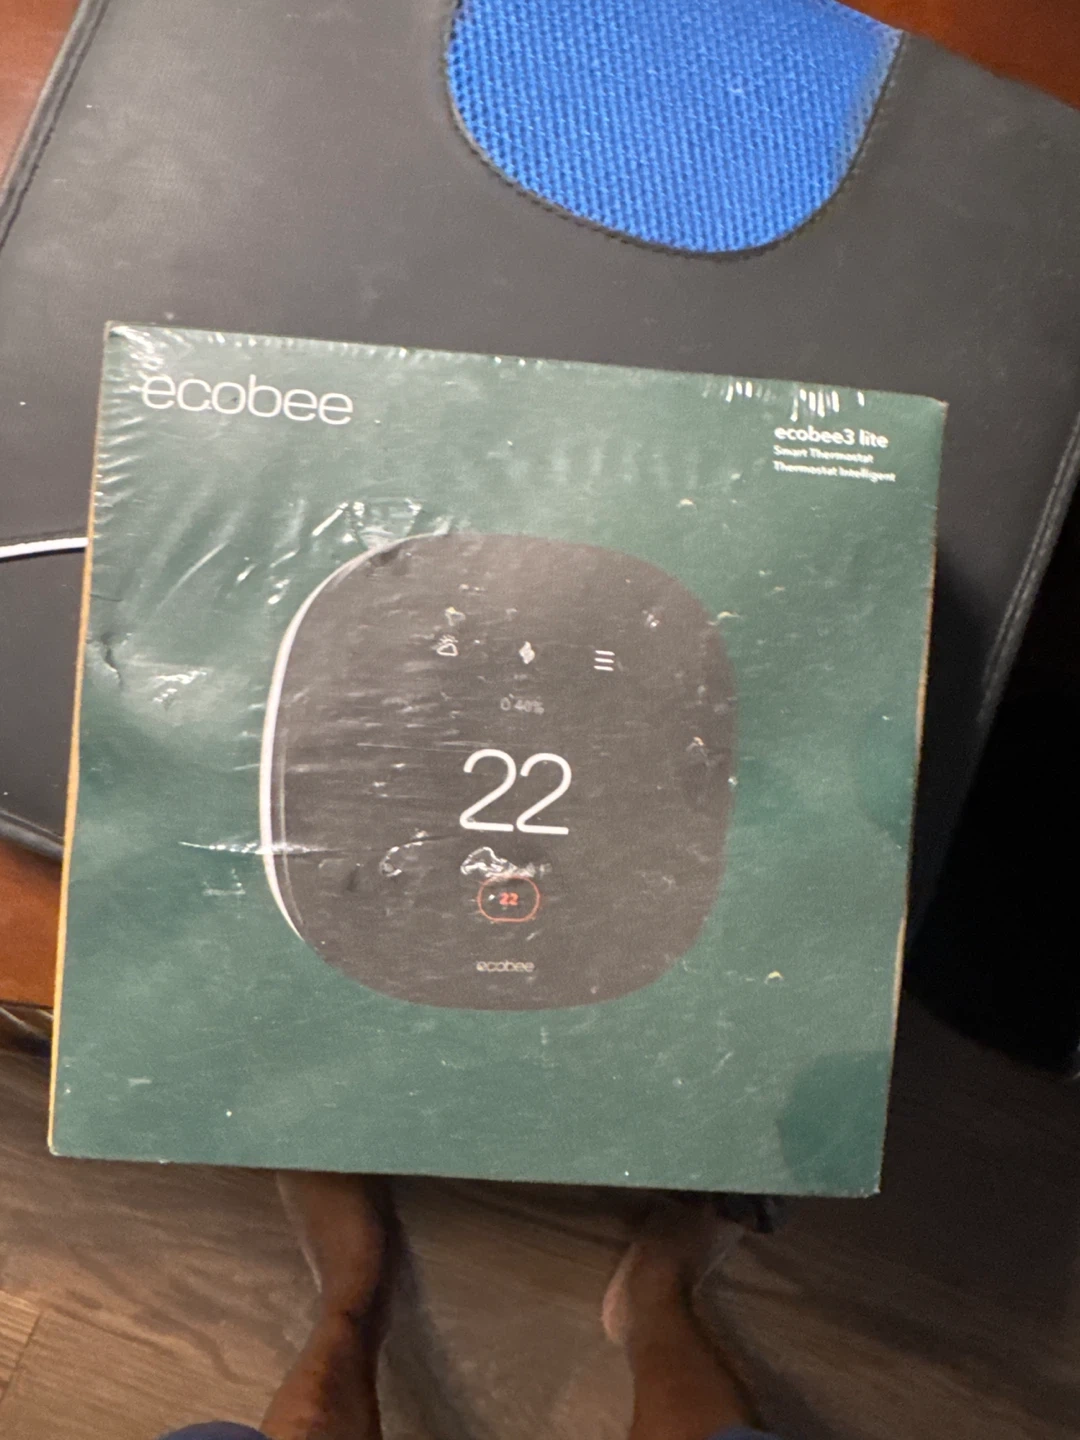 ecobee
ecobee3 lite
Smart Thermostat
Thermostat Intelligent
22
22
ecobee